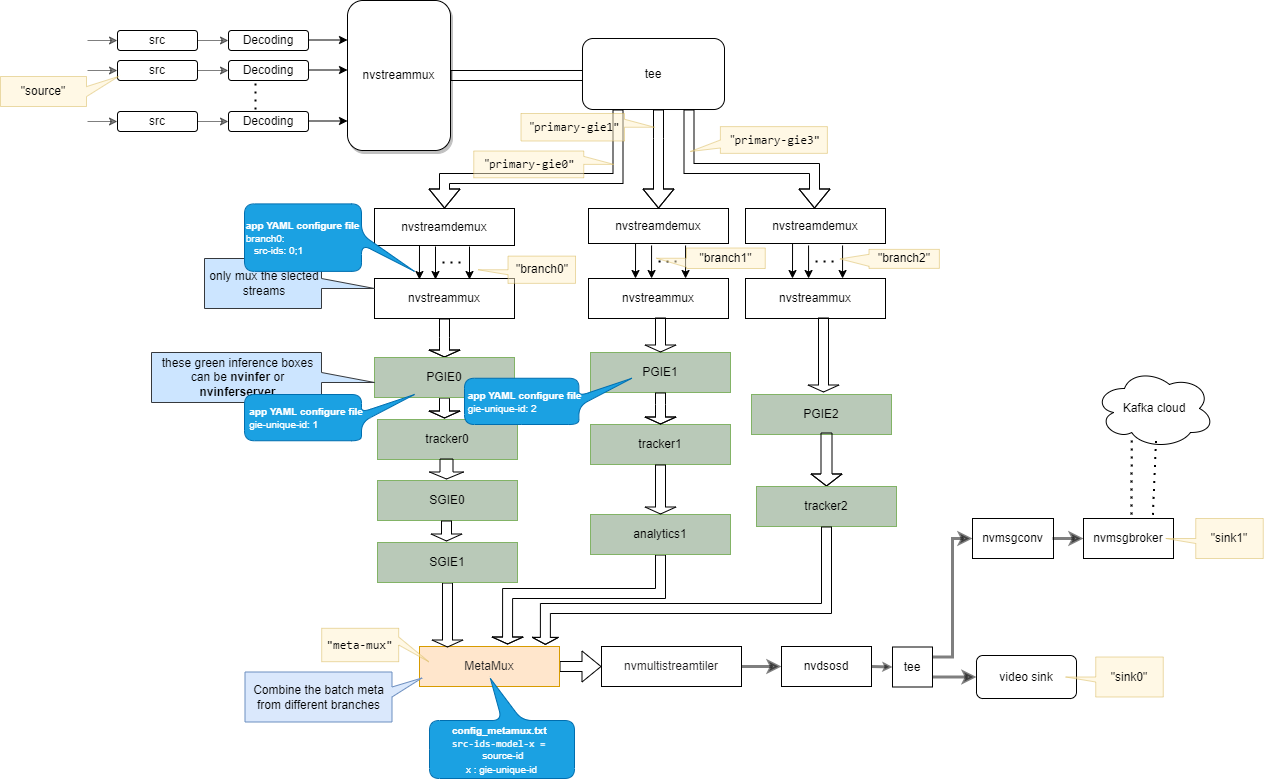 src
Decoding
src
Decoding
"source"
src
Decoding
nvstreammux
tee
"primary-gie1"
"primary-gie3"
"primary-gie0"
nvstreamdemux
nvstreamdemux
nvstreamdemux
app YAML configure file
branch0:
src-ids: 0;1
...
"branch0"
...
"branch1"
...
"branch2"
only mux the slected
streams
nvstreammux
nvstreammux
nvstreammux
these green inference boxes
can be nvinfer or
nvinferserver
PGIE0
PGIE1
PGIE2
app YAML configure file
gie-unique-id: 1
app YAML configure file
gie-unique-id: 2
tracker0
tracker1
tracker2
SGIE0
SGIE1
analytics1
Kafka cloud
nvmsgconv
nvmsgbroker
"sink1"
"meta-mux"
MetaMux
nvmultistreamtiler
nvdsosd
tee
video sink
"sink0"
Combine the batch meta
from different branches
config_metamux.txt
src-ids-model-x =
source-id
x : gie-unique-id